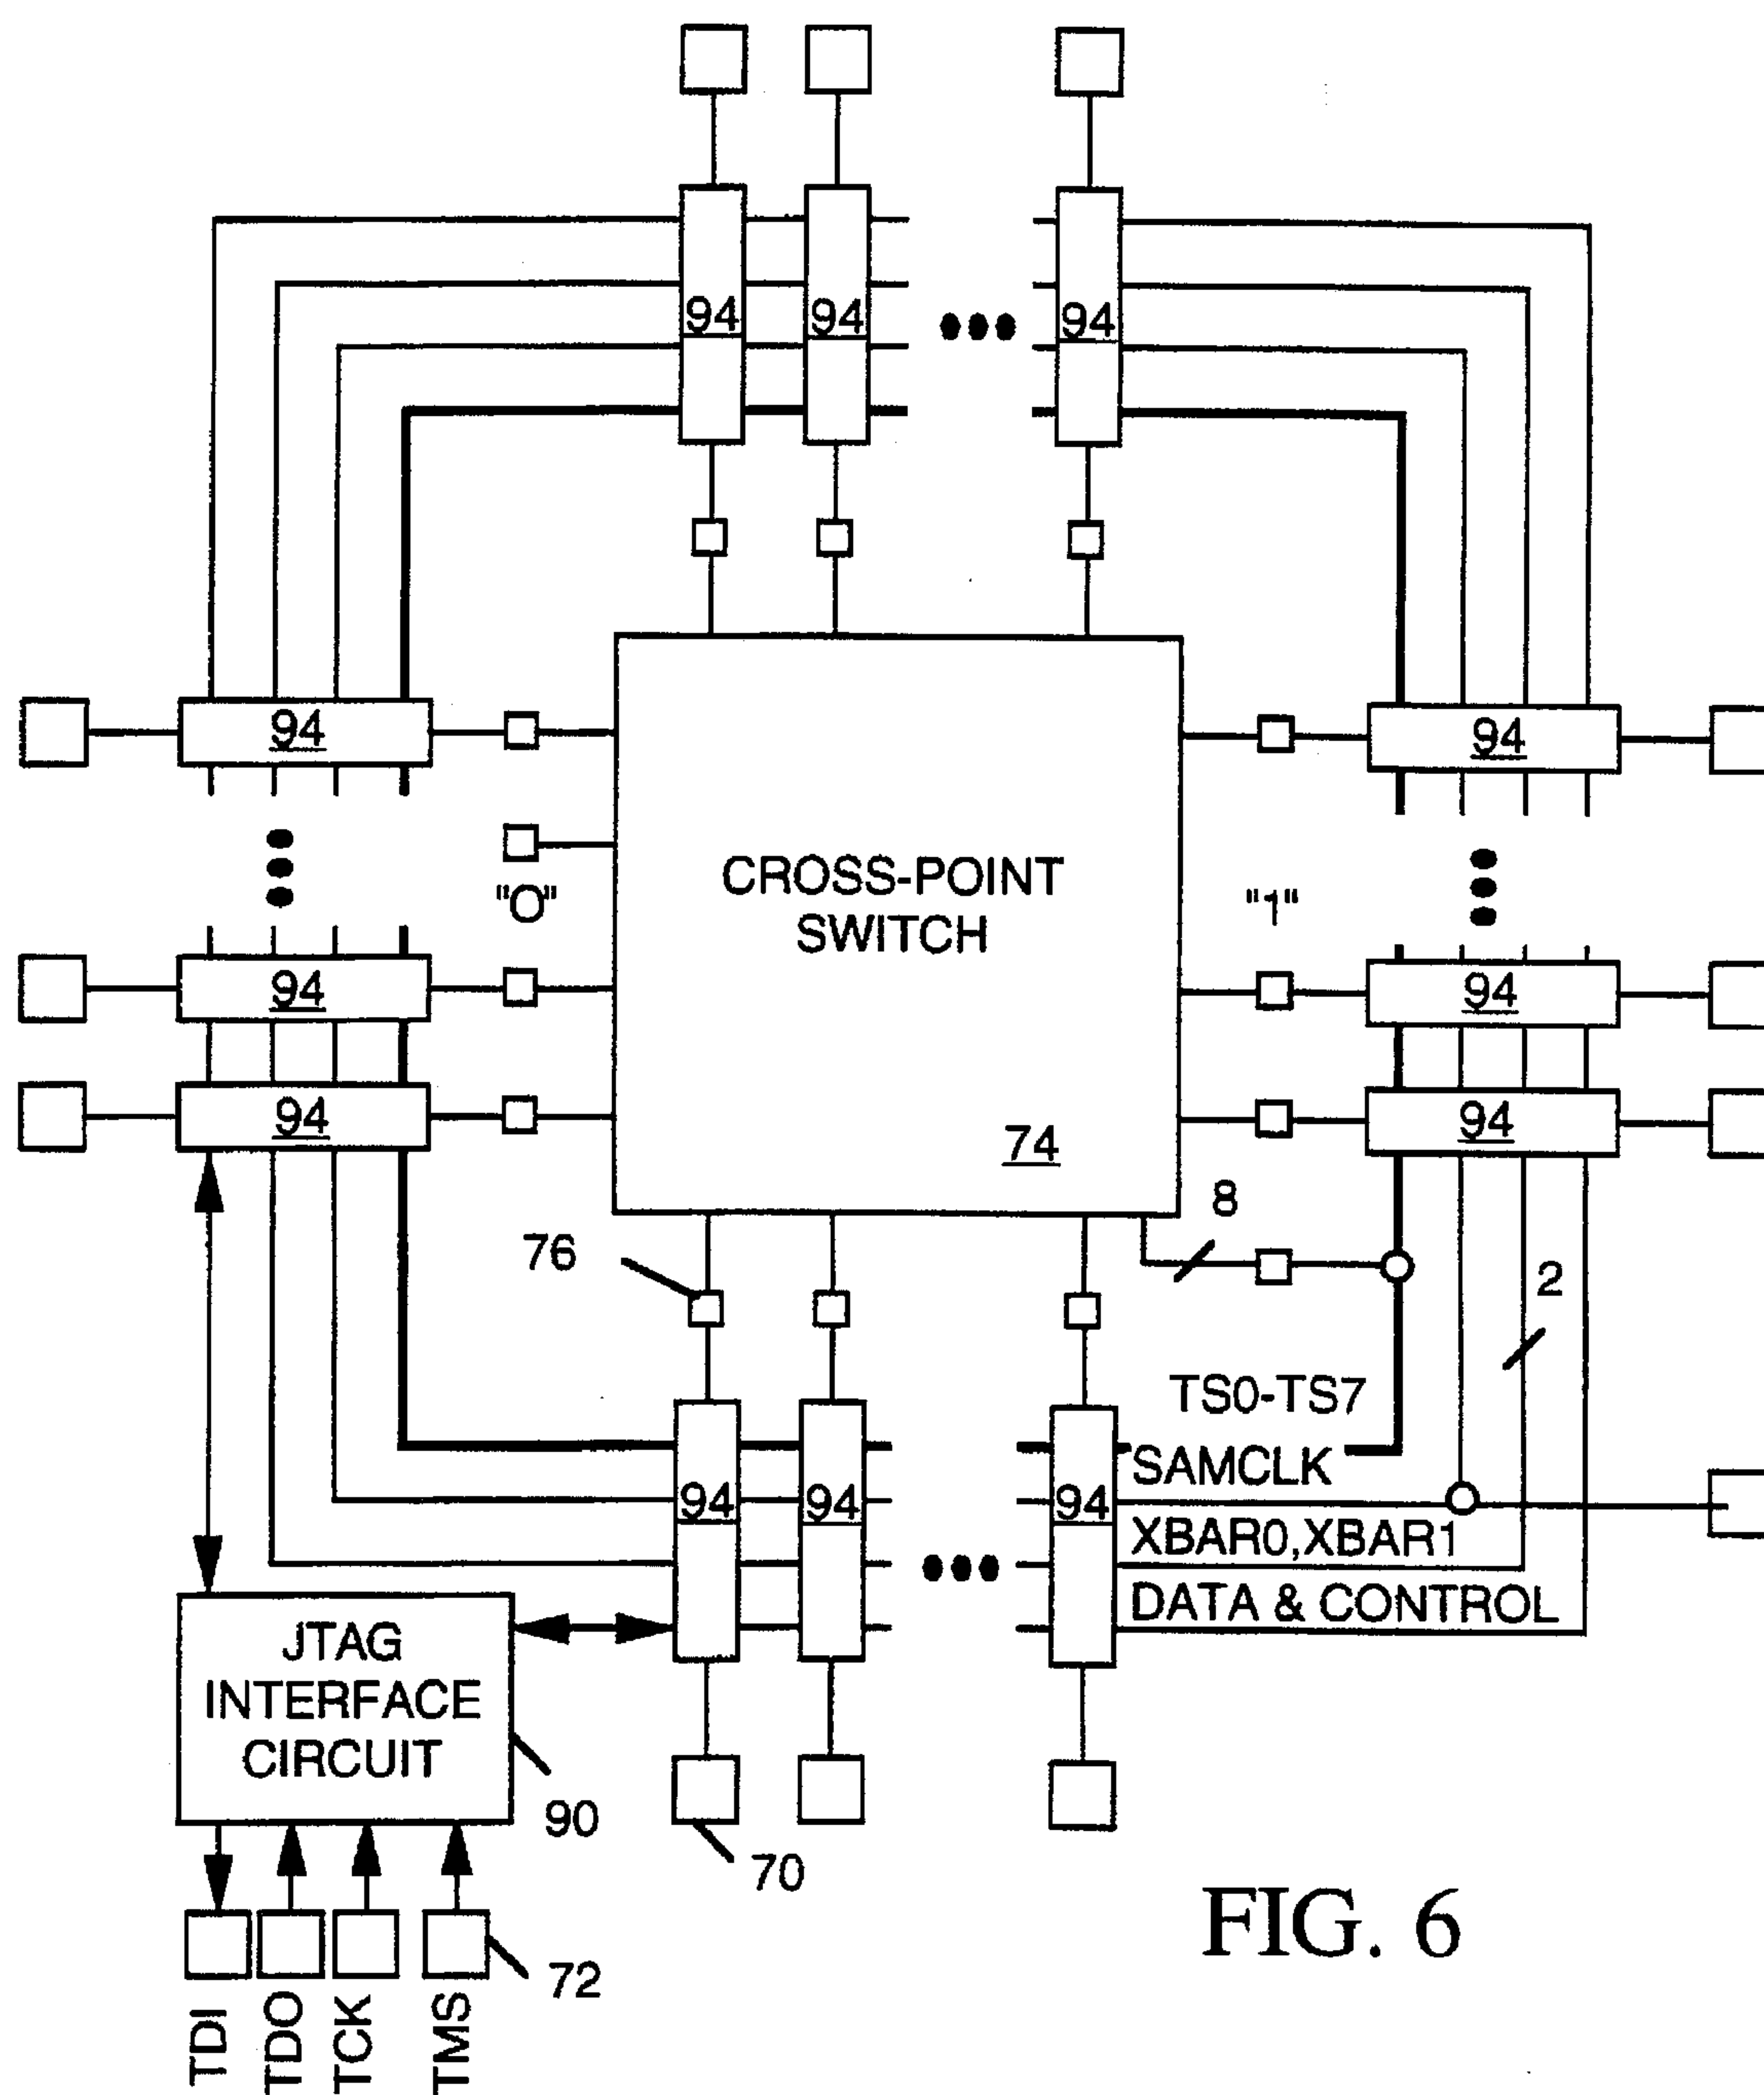 94
94
94
94
94
"O"
CROSS-POINT
SWITCH
"1"
94
94
94
94
74
8
76
2
TS0-TS7
SAMCLK
94
94
94
XBAR0,XBAR1
DATA & CONTROL
JTAG
INTERFACE
CIRCUIT
90
70
FIG. 6
72
TDI
TDO
TCK
TMS